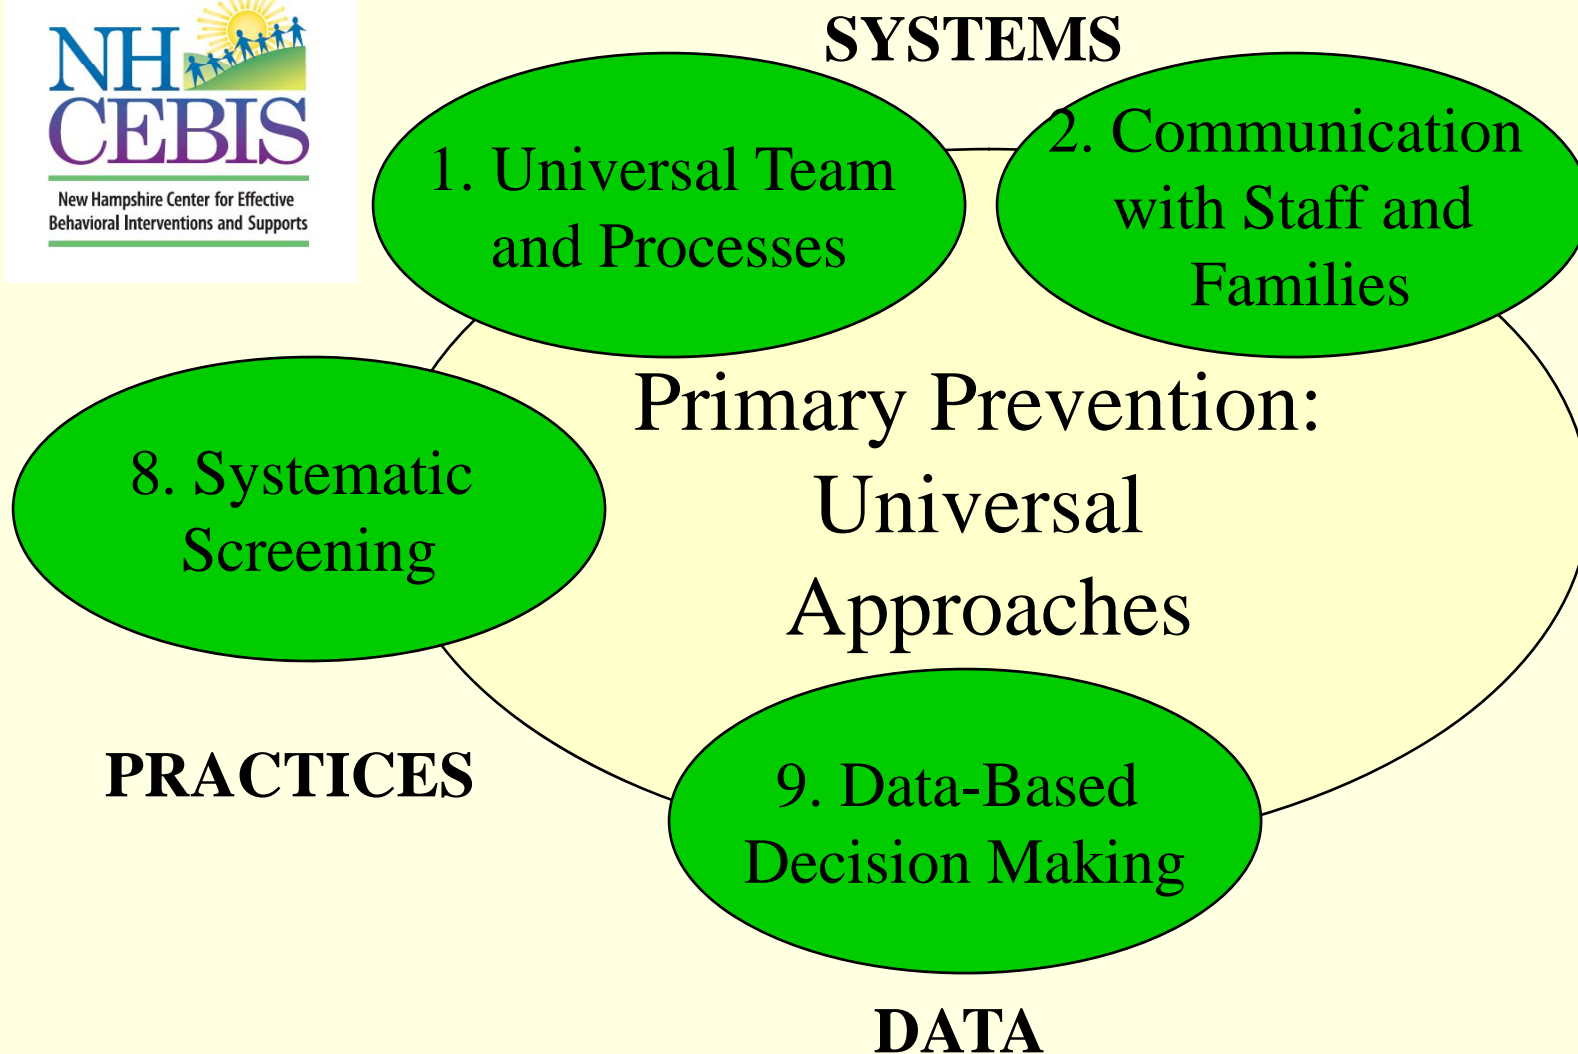 NH
CEBIS
New Hampshire Center for Effective
Behavioral Interventions and Supports
SYSTEMS
1. Universal Team
and Processes
2. Communication
with Staff and
Families
Primary Prevention:
Universal
Approaches
8. Systematic
Screening
PRACTICES
9. Data-Based
Decision Making
DATA